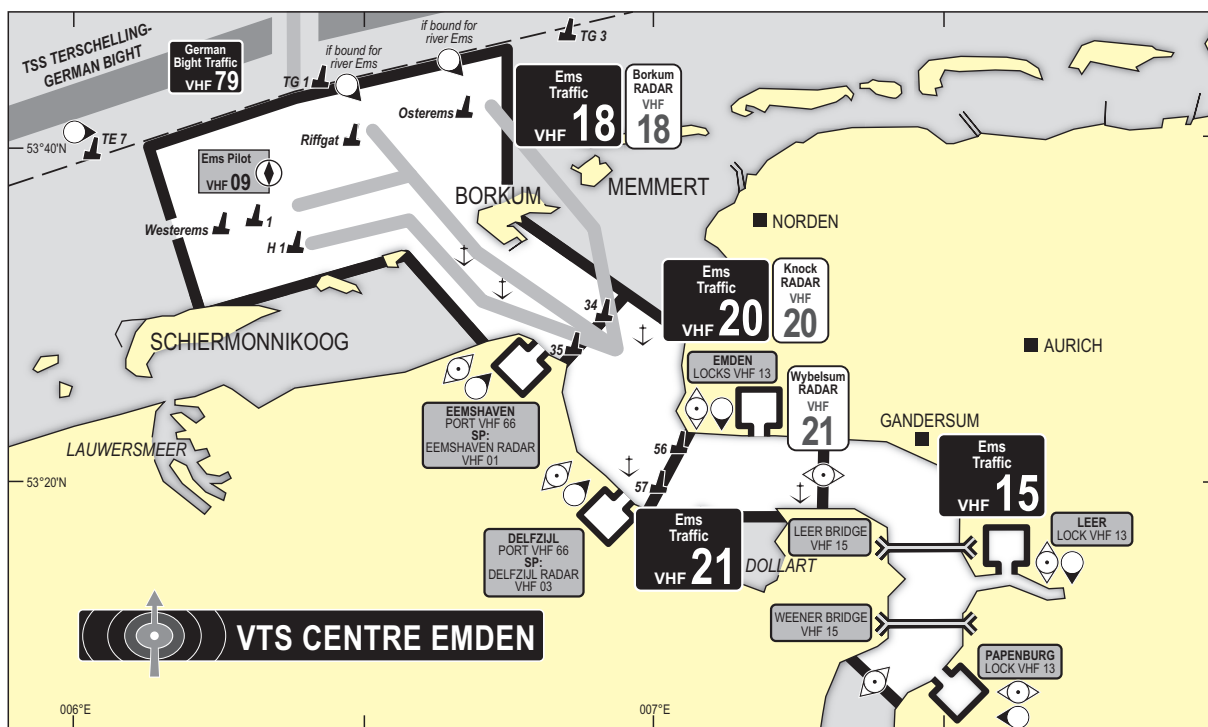 TSS TERSCHELLING-
GERMAN BIGHT
German
Bight Traffic
VHF 79
if bound for
river Ems
if bound for
river Ems
TG 3
TG 1
TE 7
53°40'N
Ems Pilot
VHF 09
Riffgat
Osterems
Westerems
1
H 1
Ems
Traffic
VHF 18
Borkum
RADAR
VHF
18
BORKUM
MEMMERT
NORDEN
SCHIERMONNIKOOG
34
35
Ems
Traffic
VHF 20
Knock
RADAR
VHF
20
AURICH
EMDEN
LOCKS VHF 13
Wybelsum
RADAR
VHF
21
GANDERSUM
EEMSHAVEN
PORT VHF 66
SP:
EEMSHAVEN RADAR
VHF 01
LAUWERSMEER
53°20'N
56
57
Ems
Traffic
VHF 15
DELFZIJL
PORT VHF 66
SP:
DELFZIJL RADAR
VHF 03
Ems
Traffic
VHF 21
DOLLART
LEER BRIDGE
VHF 15
LEER
LOCK VHF 13
WEENER BRIDGE
VHF 15
PAPENBURG
LOCK VHF 13
VTS CENTRE EMDEN
006°E
007°E